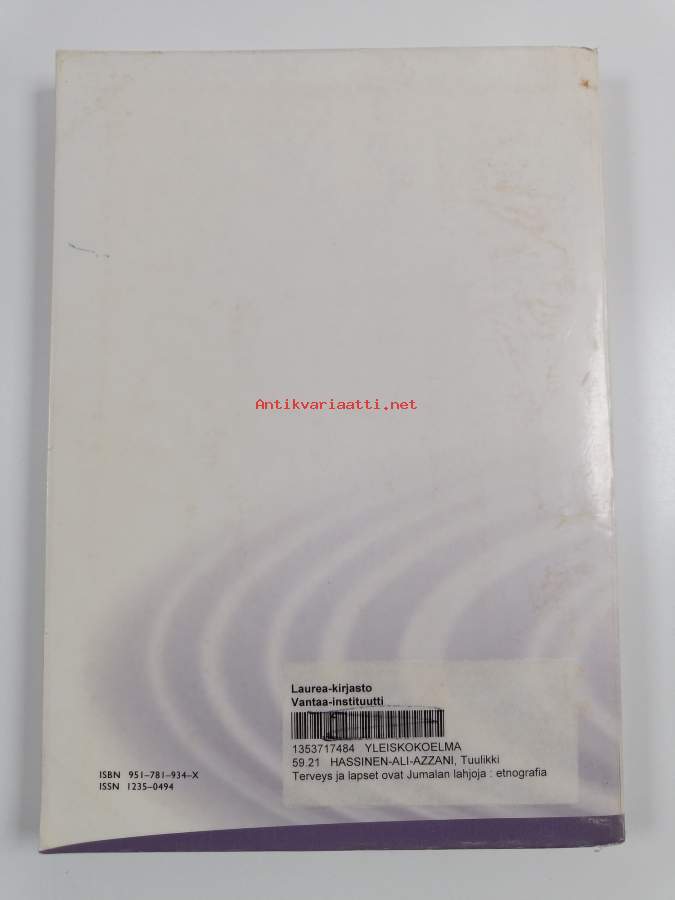 Antikvariaatti.net
Laurea-kirjasto
Vantaa-instituutti
1353717484 YLEISKOKOELMA
59.21 HASSINEN-ALI-AZZANI, Tuulikki
Terveys ja lapset ovat Jumalan lahjoja : etnografia
ISBN 951–781–934–X
ISSN 1235–0494